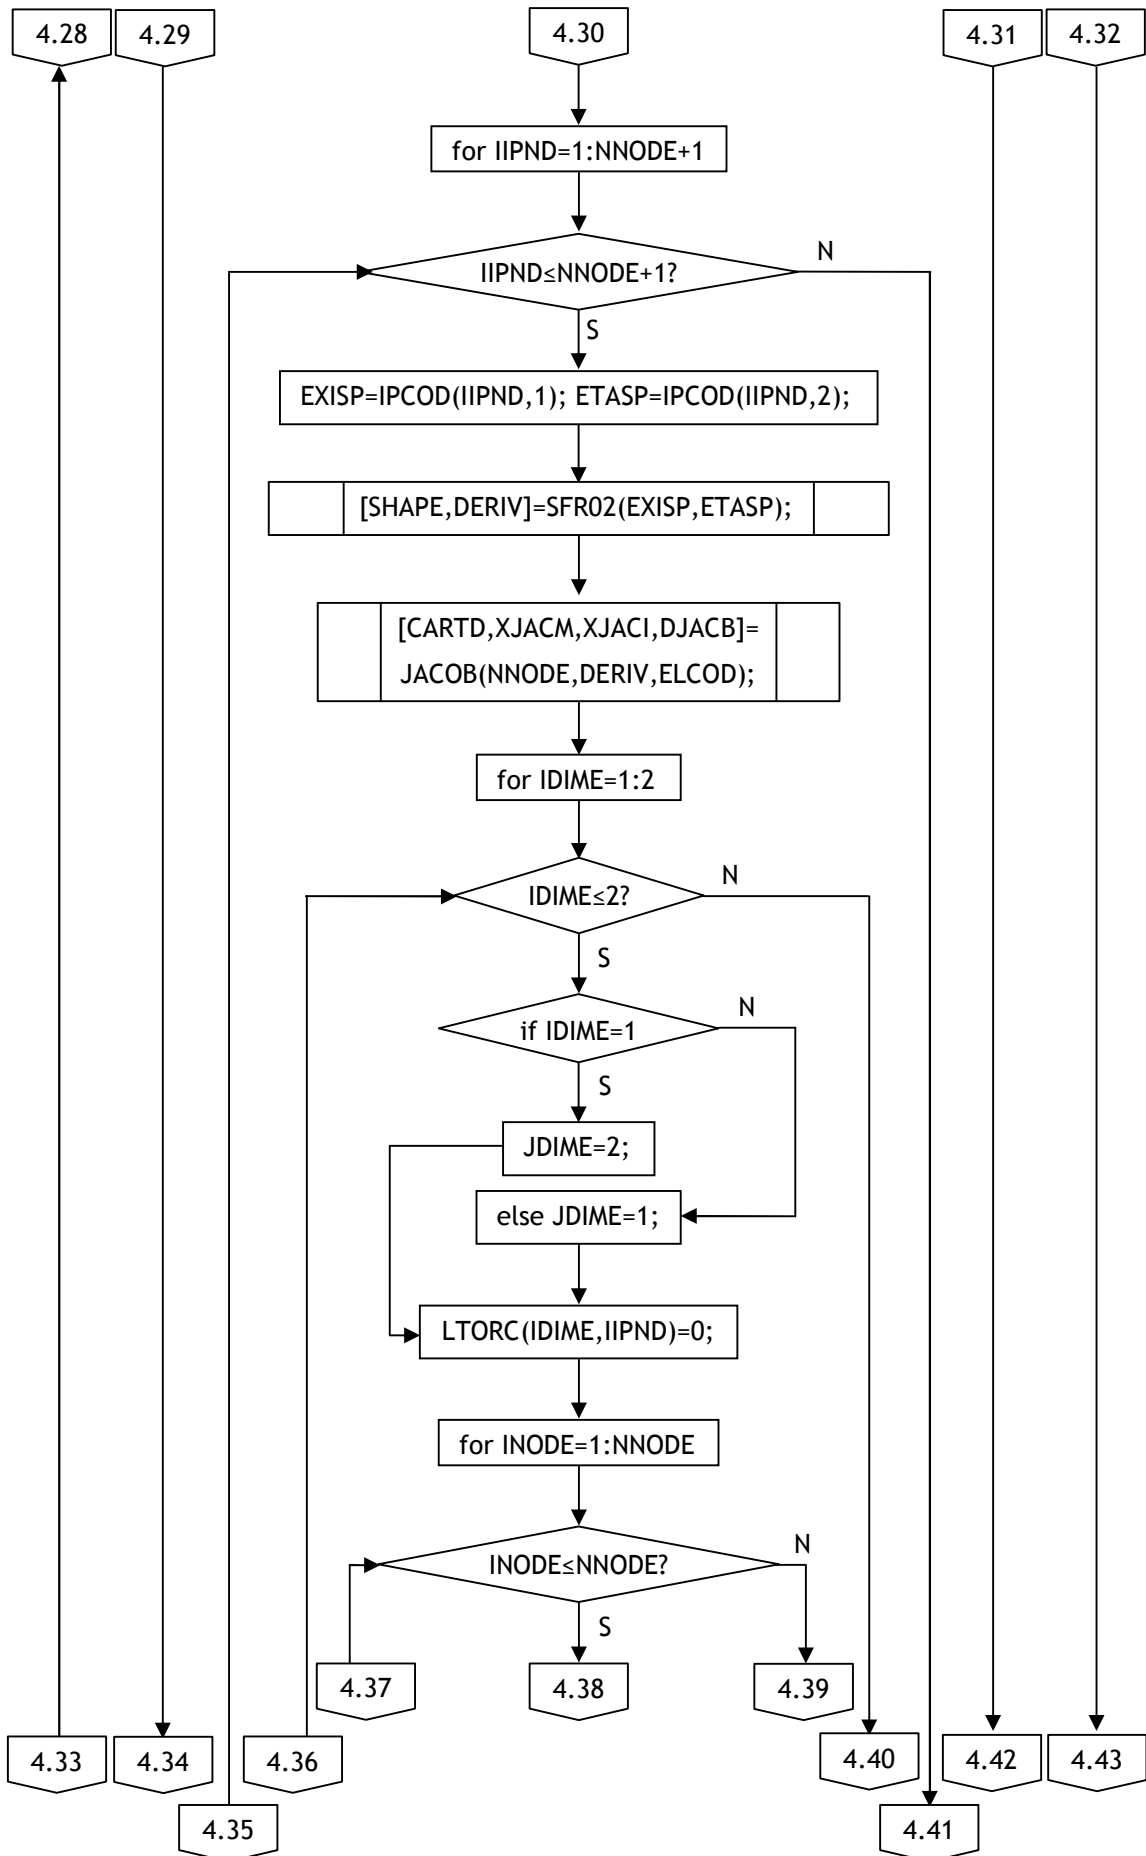 4.28
4.29
4.30
4.31
4.32
for IIPND=1:NNODE+1
N
IIPND≤NNODE+1?
S
EXISP=IPCOD(IIPND,1); ETASP=IPCOD(IIPND,2);
[SHAPE,DERIV]=SFR02(EXISP,ETASP);
[CARTD,XJACM,XJACI,DJACB]=
JACOB(NNODE,DERIV,ELCOD);
for IDIME=1:2
N
IDIME≤2?
S
N
if IDIME=1
S
JDIME=2;
else JDIME=1;
LTORC(IDIME,IIPND)=0;
for INODE=1:NNODE
N
INODE≤NNODE?
S
4.37
4.38
4.39
4.33
4.34
4.36
4.40
4.42
4.43
4.35
4.41